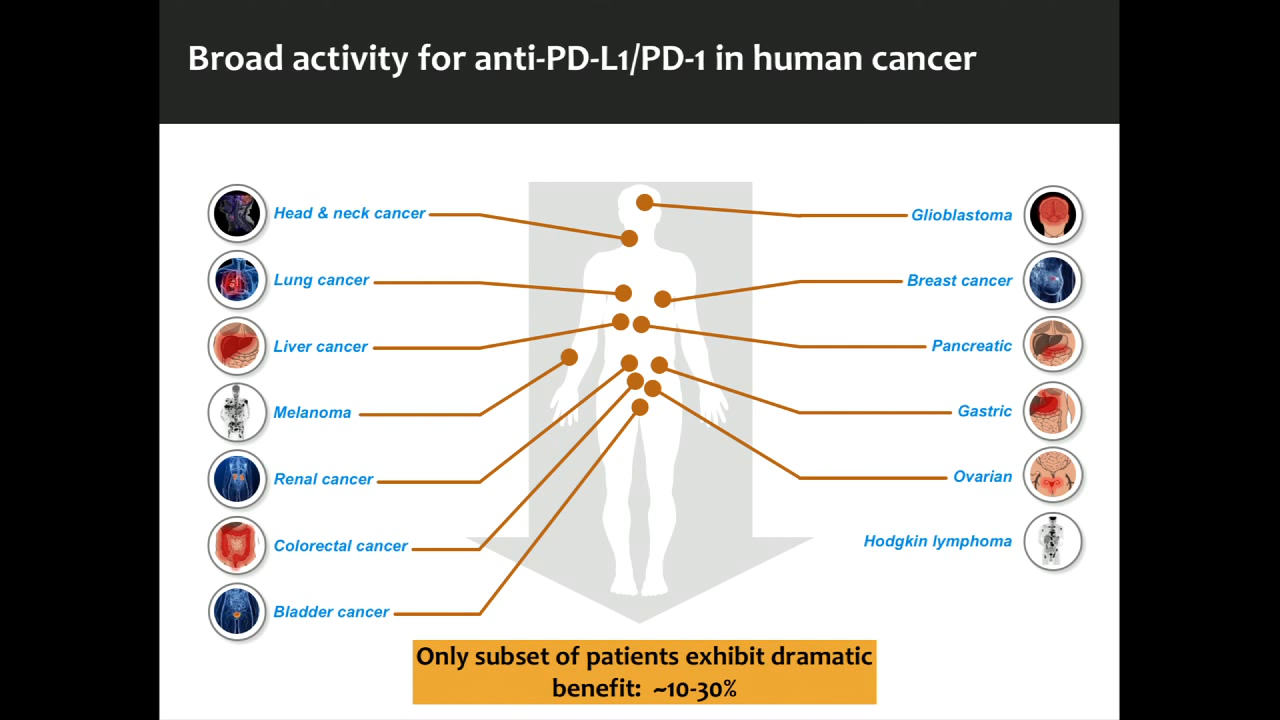 Broad activity for anti-PD-L1/PD-1 in human cancer
Head & neck cancer
Lung cancer
Liver cancer
Melanoma
Renal cancer
Colorectal cancer
Bladder cancer
Glioblastoma
Breast cancer
Pancreatic
Gastric
Ovarian
Hodgkin lymphoma
Only subset of patients exhibit dramatic
benefit: ~10-30%